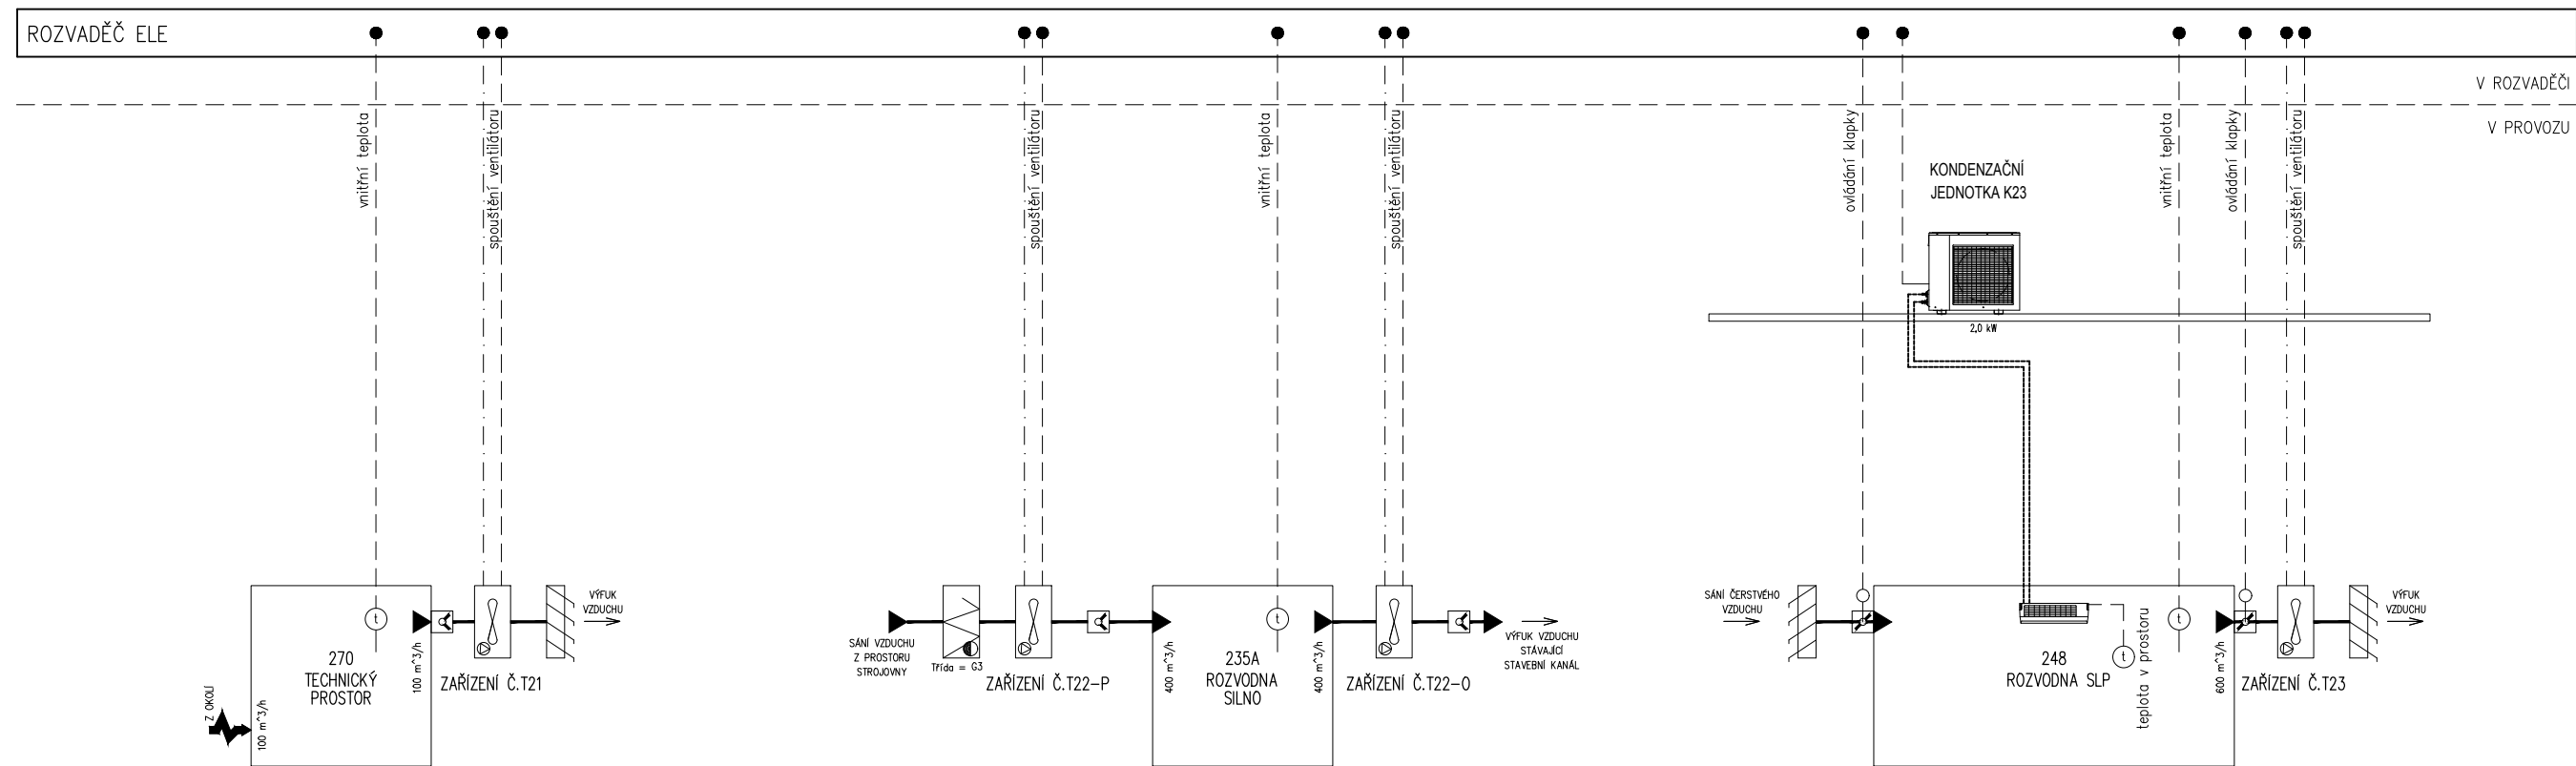 ROZVADĚČ ELE
V ROZVADĚČI
V PROVOZU
vnitřní teplota
spouštění ventilátoru
spouštění ventilátoru
vnitřní teplota
spouštění ventilátoru
ovládání klapky
KONDENZAČNÍ
JEDNOTKA K23
2,0 kW
vnitřní teplota
ovládání klapky
spouštění ventilátoru
Z OKOLÍ
100 m^3/h
270
TECHNICKÝ
PROSTOR
t
100 m^3/h
ZAŘÍZENÍ Č.T21
VÝFUK
VZDUCHU
SÁNÍ VZDUCHU
Z PROSTORU
STROJOVNY
Třída = G3
ZAŘÍZENÍ Č.T22-P
400 m^3/h
t
235A
ROZVODNA
SILNO
400 m^3/h
ZAŘÍZENÍ Č.T22-O
VÝFUK VZDUCHU
STÁVAJÍCÍ
STAVEBNÍ KANÁL
SÁNÍ ČERSTVÉHO
VZDUCHU
248
ROZVODNA SLP
t
teplota v prostoru
t
600 m^3/h
ZAŘÍZENÍ Č.T23
VÝFUK
VZDUCHU